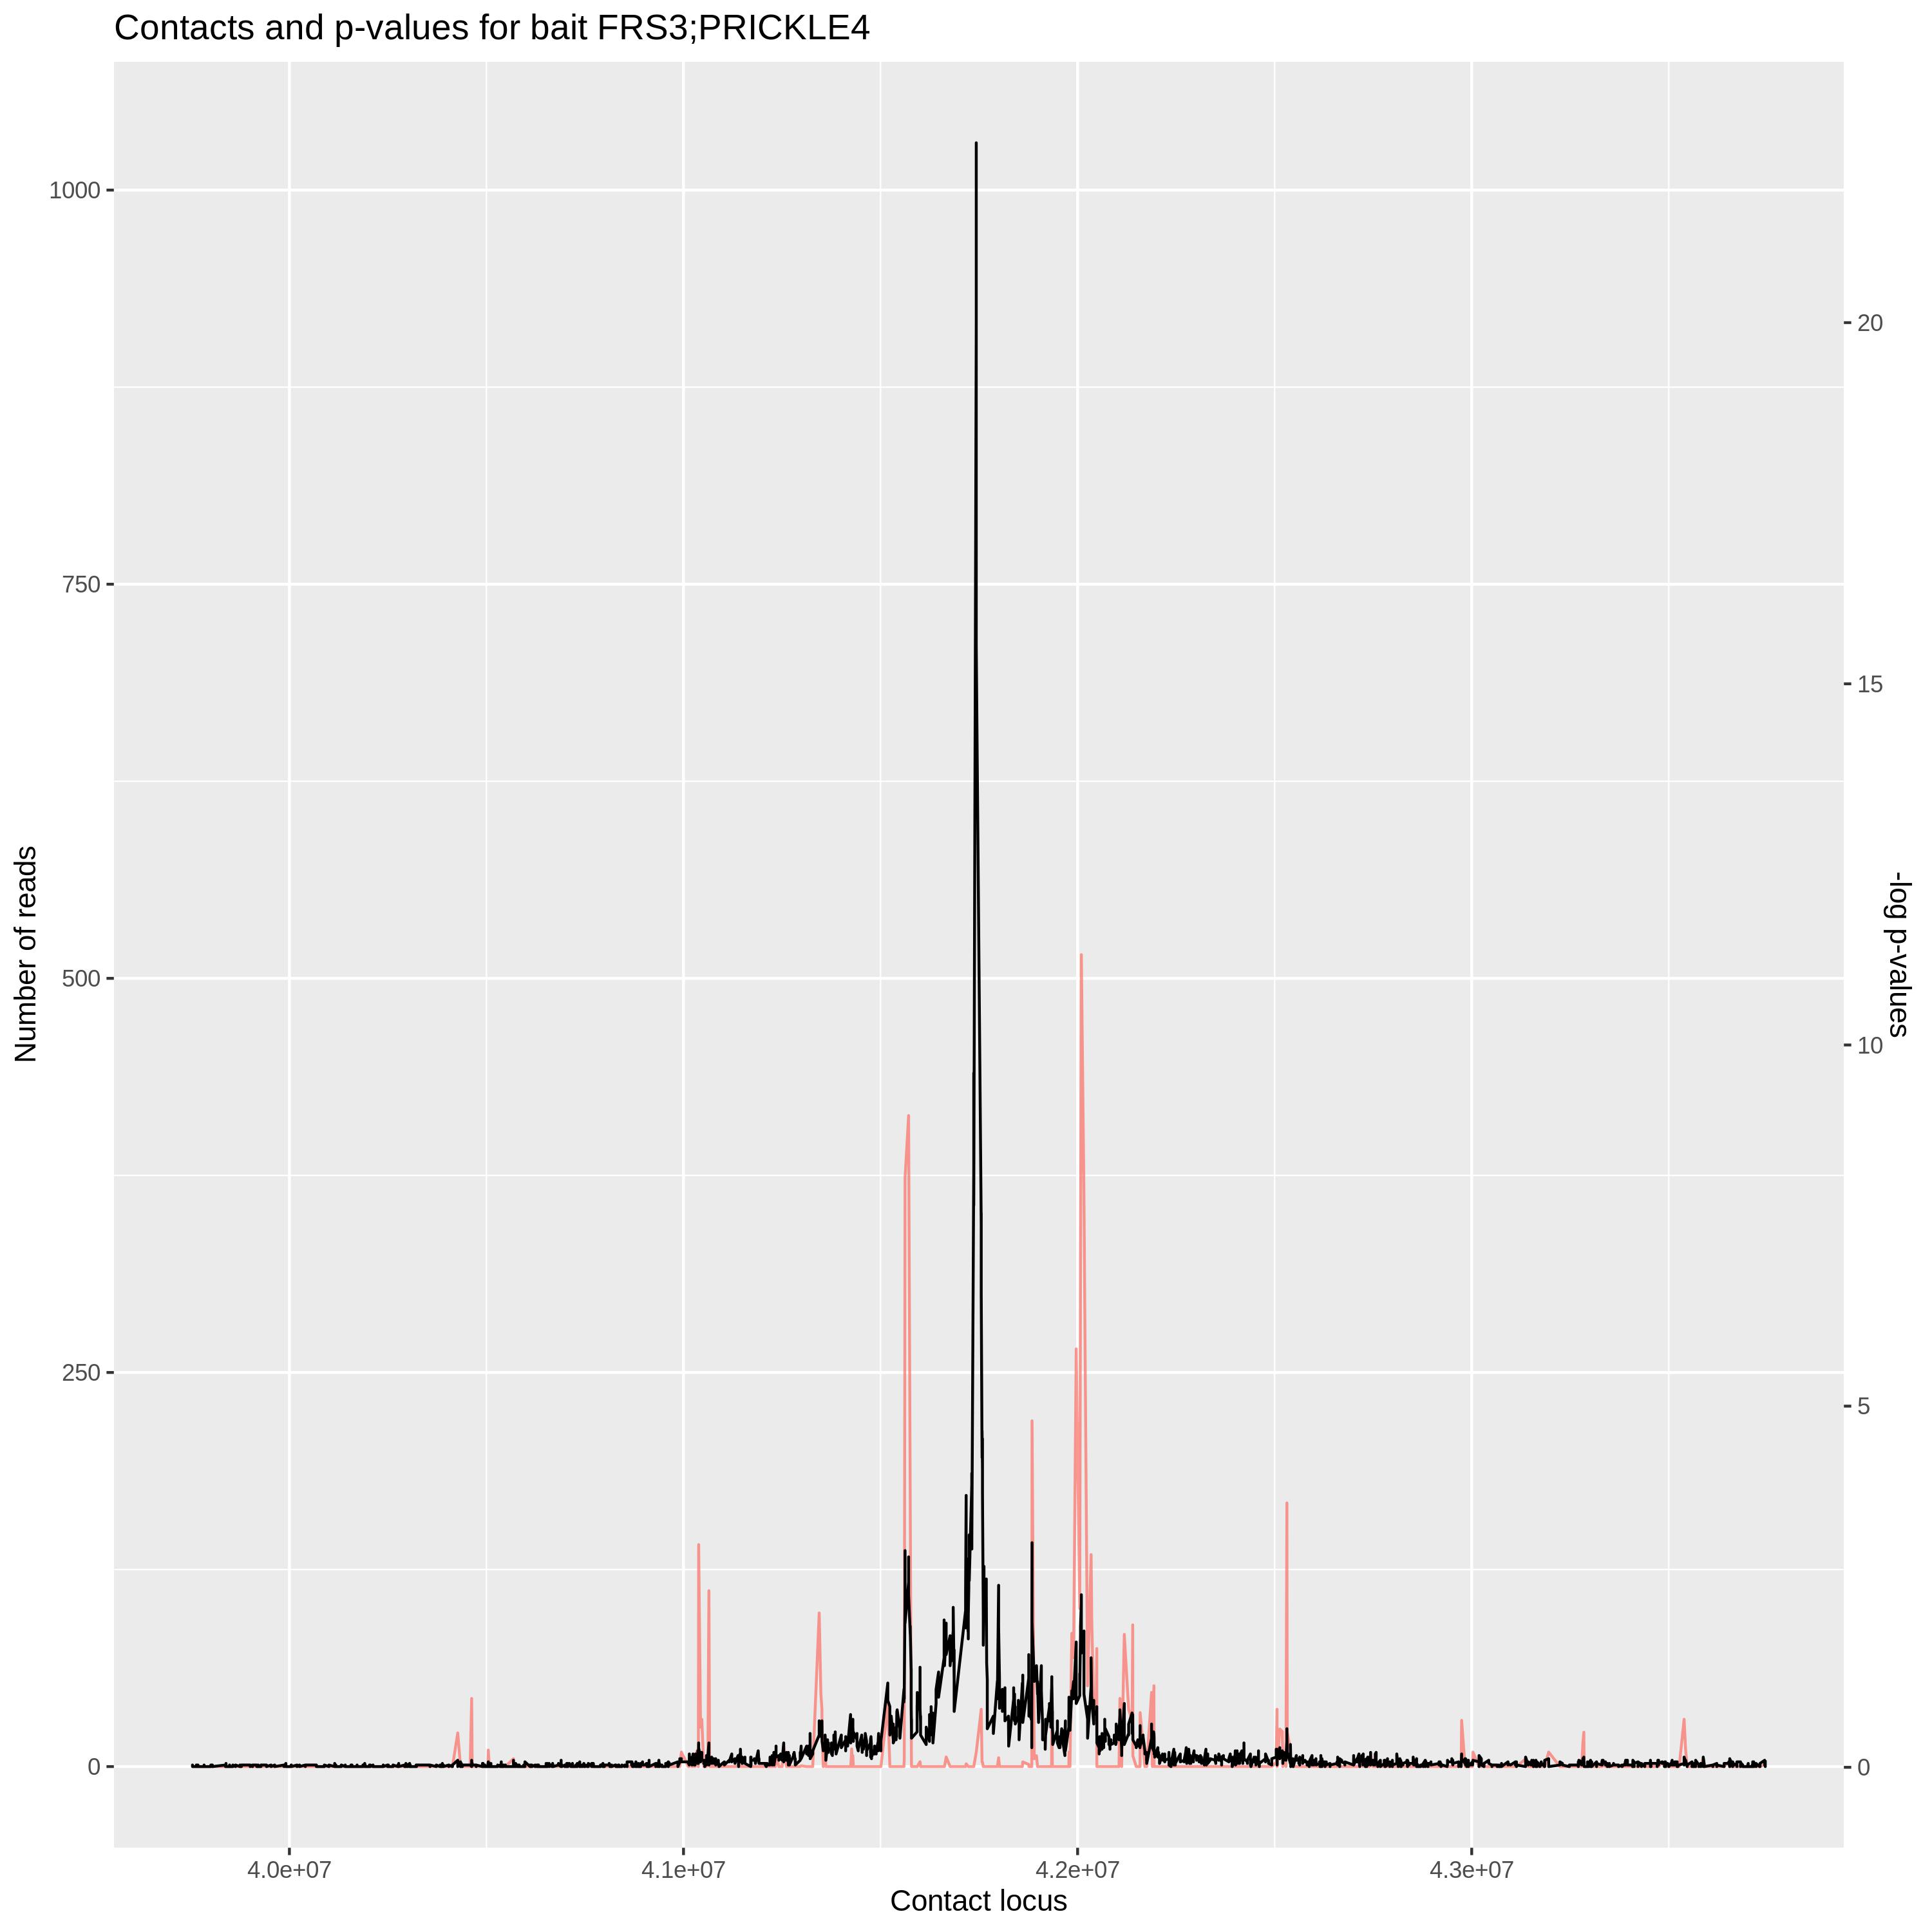 Contacts and p-values for bait FRS3;PRICKLE4
1000
750
500
250
0
Number of reads
20
15
10
5
0
-log p-values
4.0e+07
4.1e+07
4.2e+07
4.3e+07
Contact locus